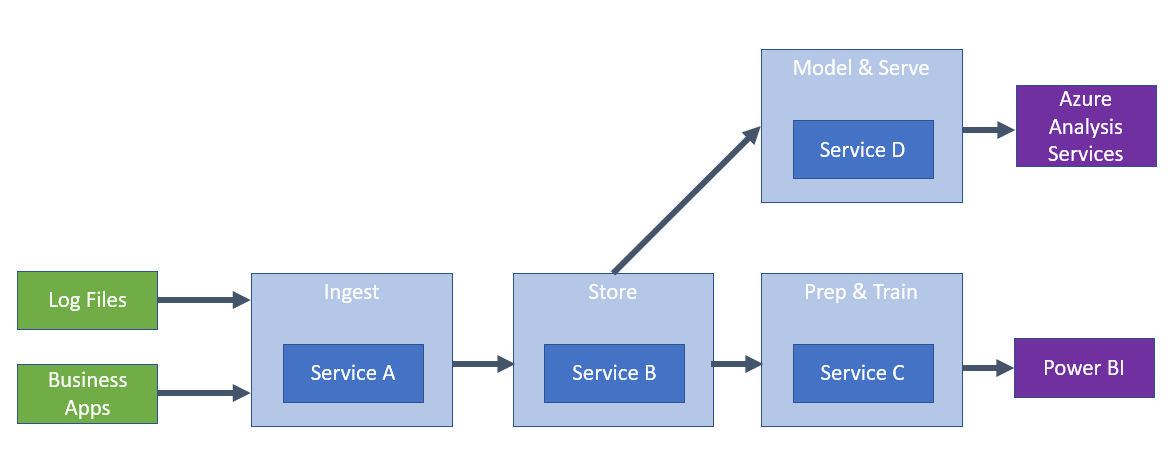 Model & Serve
Service D
Azure
Analysis
Services
Log Files
Business
Apps
Ingest
Service A
Store
Service B
Prep & Train
Service C
Power BI